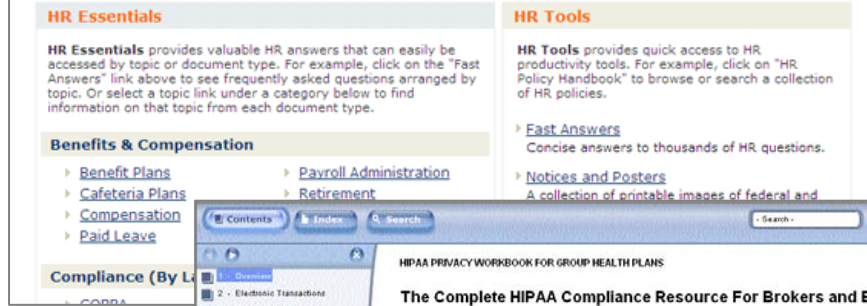 HR Essentials
HR Essentials provides valuable HR answers that can easily be
accessed by topic or document type. For example, click on the "Fast
Answers" link above to see frequently asked questions arranged by
topic. Or select a topic link under a category below to find
information on that topic from each document type.
Benefits & Compensation
Benefit Plans
Cafeteria Plans
Compensation
Paid Leave
Payroll Administration
Retirement
Compliance (By La
COBRA
HR Tools
HR Tools provides quick access to HR
productivity tools. For example, click on "HR
Policy Handbook" to browse or search a collection
of HR policies.
Fast Answers
Concise answers to thousands of HR questions.
Notices and Posters
A collection of printable images of federal and
Contents
Index
Search
- Search -
1 - Overview
2 - Electronic Transactions
HIPAA PRIVACY WORKBOOK FOR GROUP HEALTH PLANS
The Complete HIPAA Compliance Resource For Brokers and E